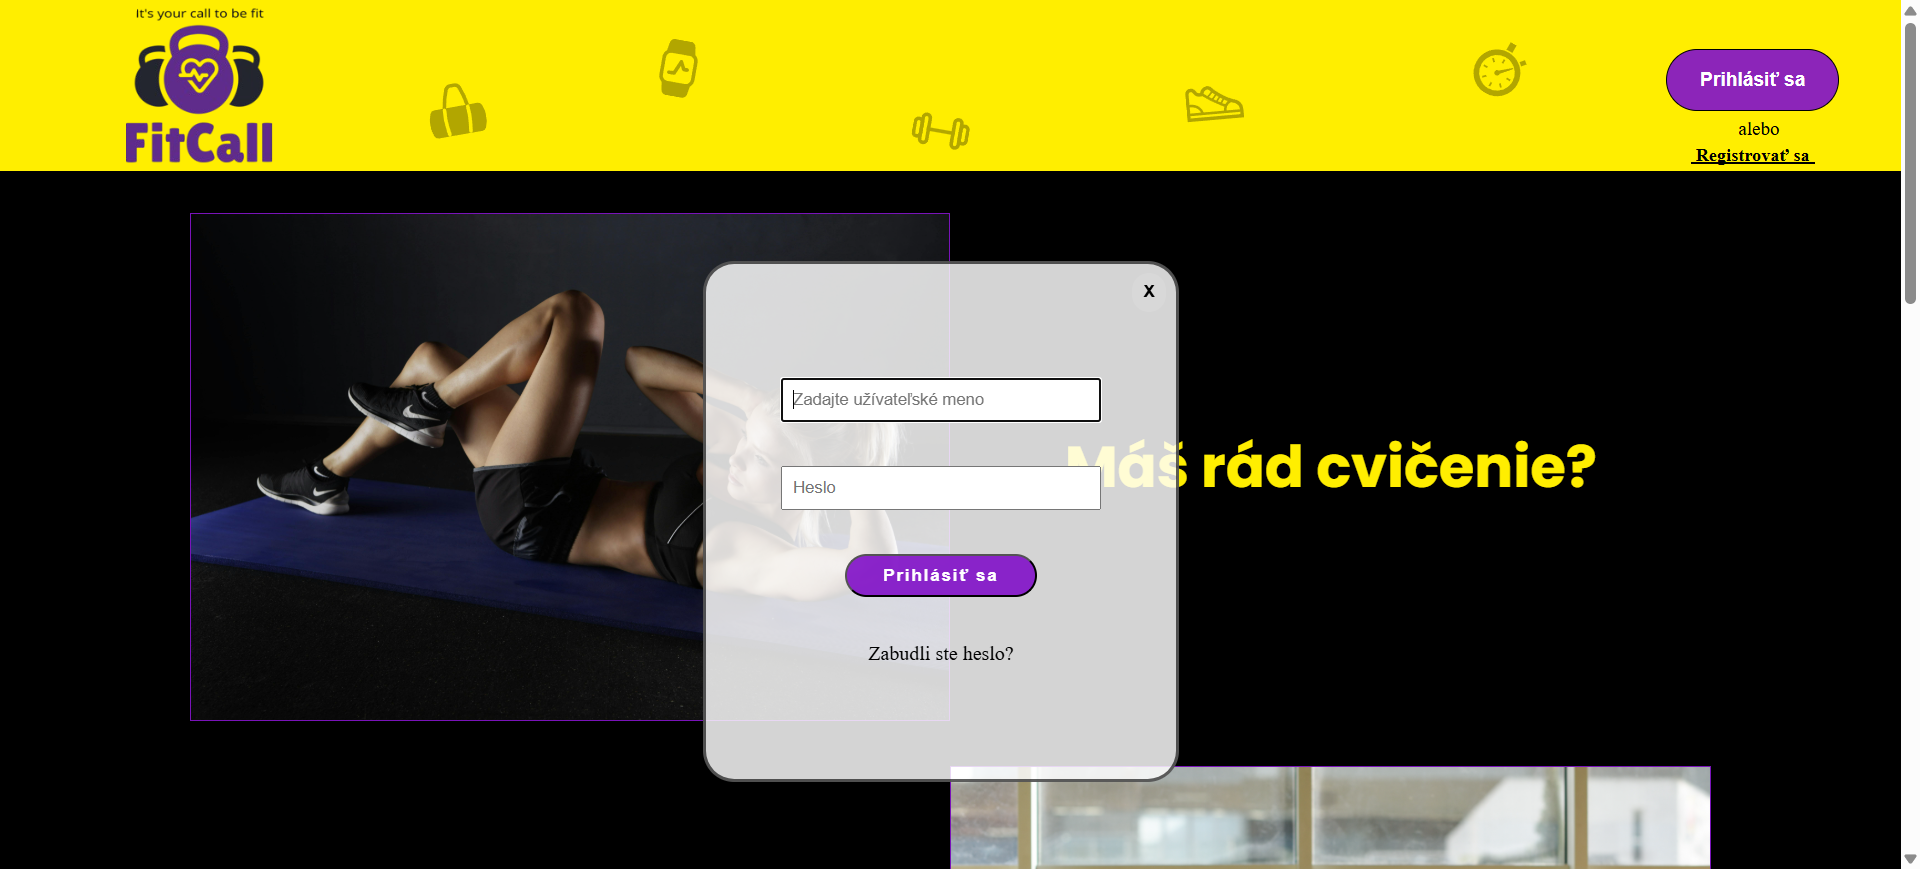 It's your call to be fit
FitCall
Prihlásiť sa
alebo
Registrovať sa
X
Zadajte užívateľské meno
Máš rád cvičenie?
Heslo
Prihlásiť sa
Zabudli ste heslo?